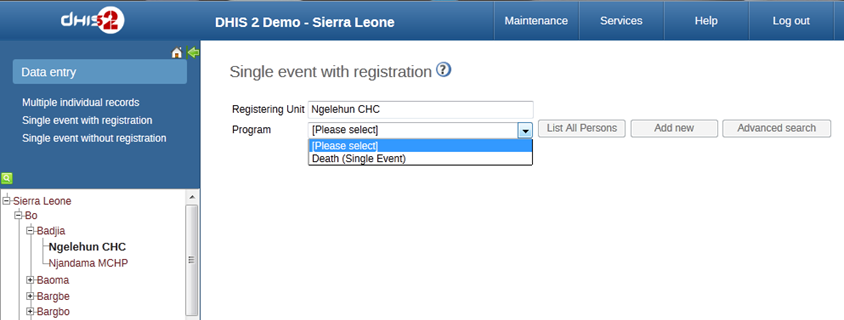 dHIS2
DHIS 2 Demo - Sierra Leone
Maintenance
Services
Help
Log out
Data entry
Multiple individual records
Single event with registration
Single event without registration
Sierra Leone
Bo
Badjia
Ngelehun CHC
Njandama MCHP
Baoma
Bargbe
Bargbo
Single event with registration ?
Registering Unit Ngelehun CHC
Program [Please select] List All Persons Add new Advanced search
[Please select]
Death (Single Event)